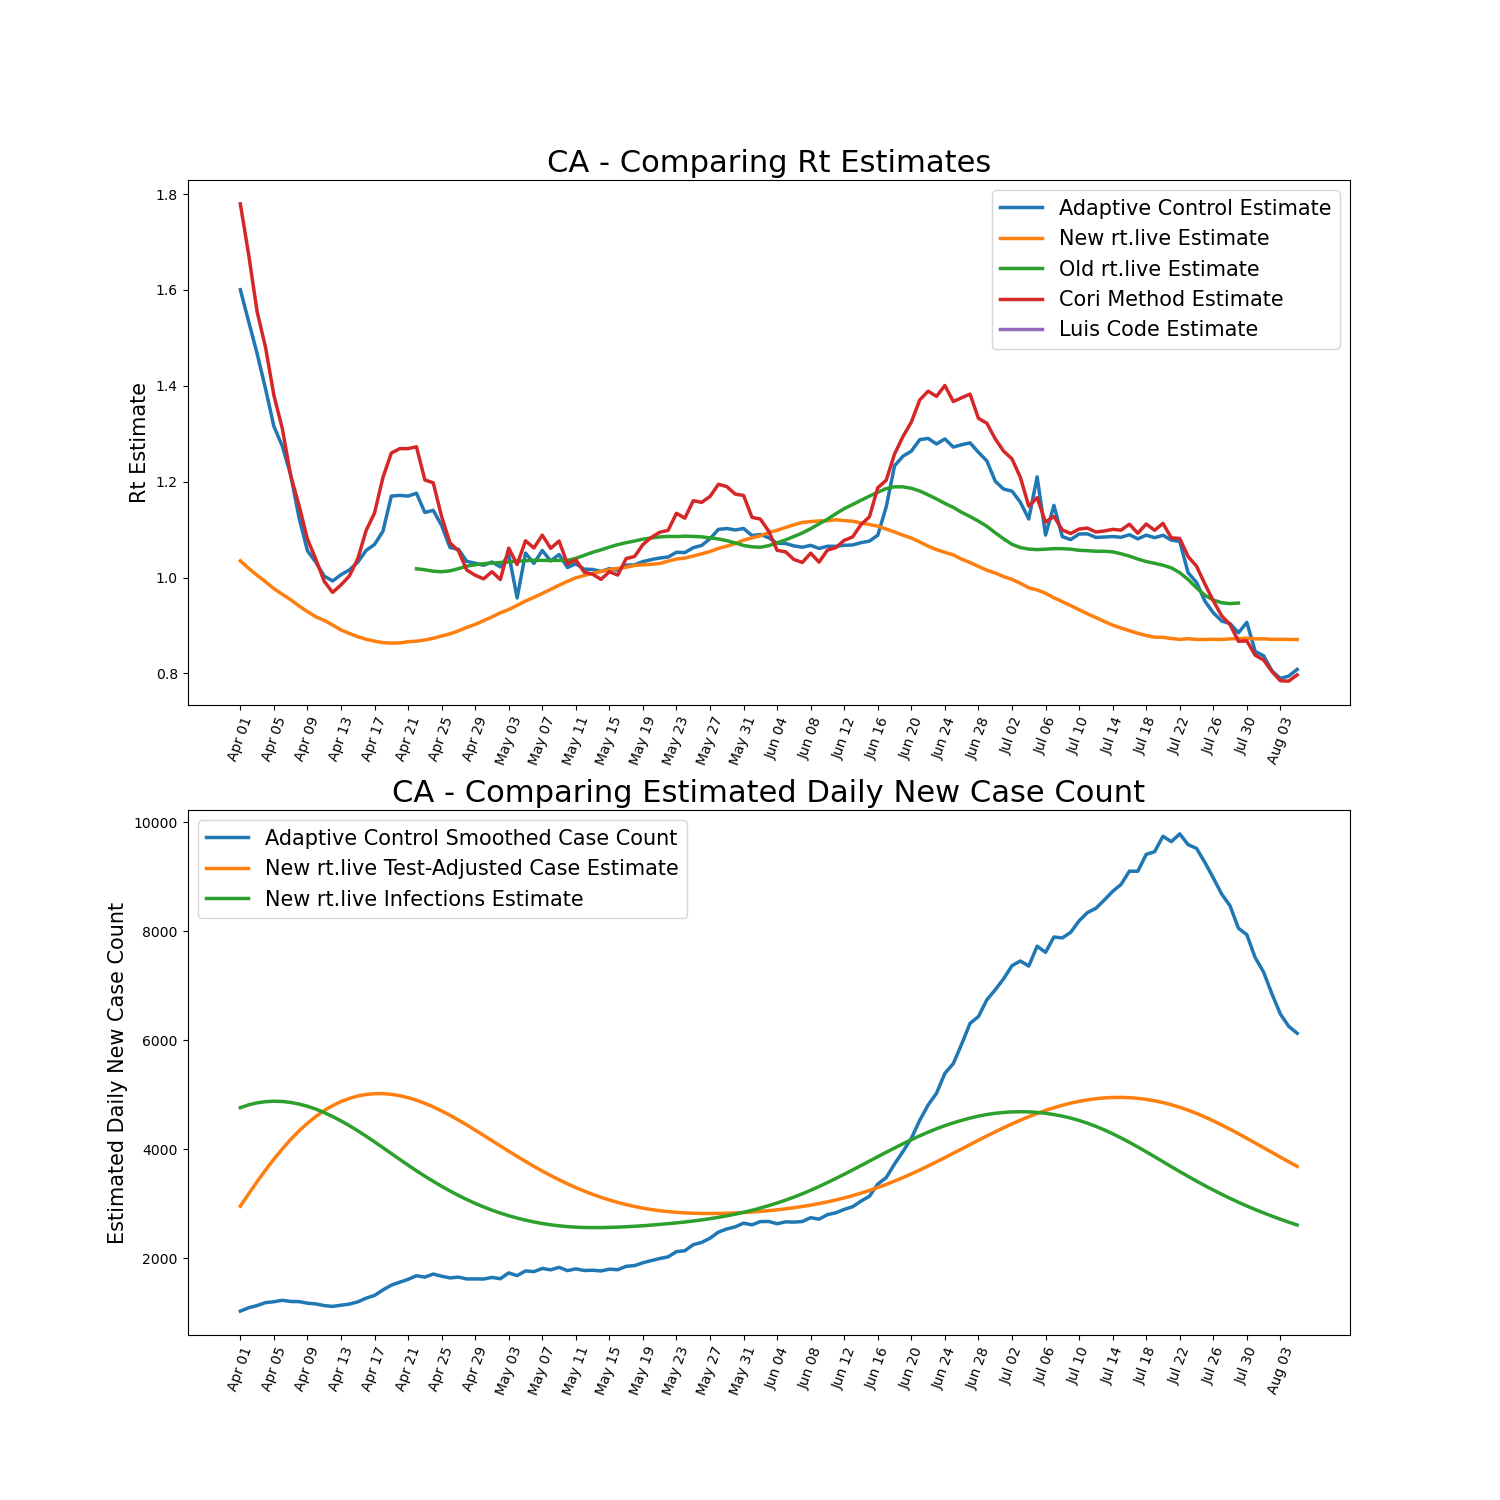 CA - Comparing Rt Estimates
Rt Estimate
1.8
1.6
1.4
1.2
1.0
0.8
Adaptive Control Estimate
New rt.live Estimate
Old rt.live Estimate
Cori Method Estimate
Luis Code Estimate
Apr 01 Apr 05 Apr 09 Apr 13 Apr 17 Apr 21 Apr 25 Apr 29 May 03 May 07 May 11 May 15 May 19 May 23 May 27 May 31 Jun 04 Jun 08 Jun 12 Jun 16 Jun 20 Jun 24 Jun 28 Jul 02 Jul 06 Jul 10 Jul 14 Jul 18 Jul 22 Jul 26 Jul 30 Aug 03
CA - Comparing Estimated Daily New Case Count
Estimated Daily New Case Count
10000
8000
6000
4000
2000
Adaptive Control Smoothed Case Count
New rt.live Test-Adjusted Case Estimate
New rt.live Infections Estimate
Apr 01 Apr 05 Apr 09 Apr 13 Apr 17 Apr 21 Apr 25 Apr 29 May 03 May 07 May 11 May 15 May 19 May 23 May 27 May 31 Jun 04 Jun 08 Jun 12 Jun 16 Jun 20 Jun 24 Jun 28 Jul 02 Jul 06 Jul 10 Jul 14 Jul 18 Jul 22 Jul 26 Jul 30 Aug 03